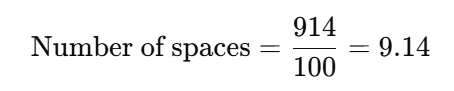 Number of spaces = 914/100 = 9.14